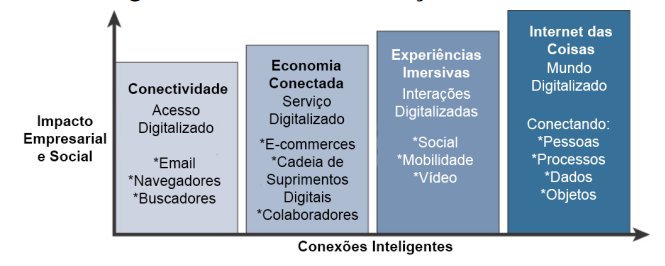 Impacto
Empresarial
e Social
Conectividade
Acesso
Digitalizado
*Email
*Navegadores
*Buscadores
Economia
Conectada
Serviço
Digitalizado
*E-commerces
*Cadeia de
Suprimentos
Digitais
*Colaboradores
Experiências
Imersivas
Interações
Digitalizadas
*Social
*Mobilidade
*Vídeo
Internet das
Coisas
Mundo
Digitalizado
Conectando:
*Pessoas
*Processos
*Dados
*Objetos
Conexões Inteligentes